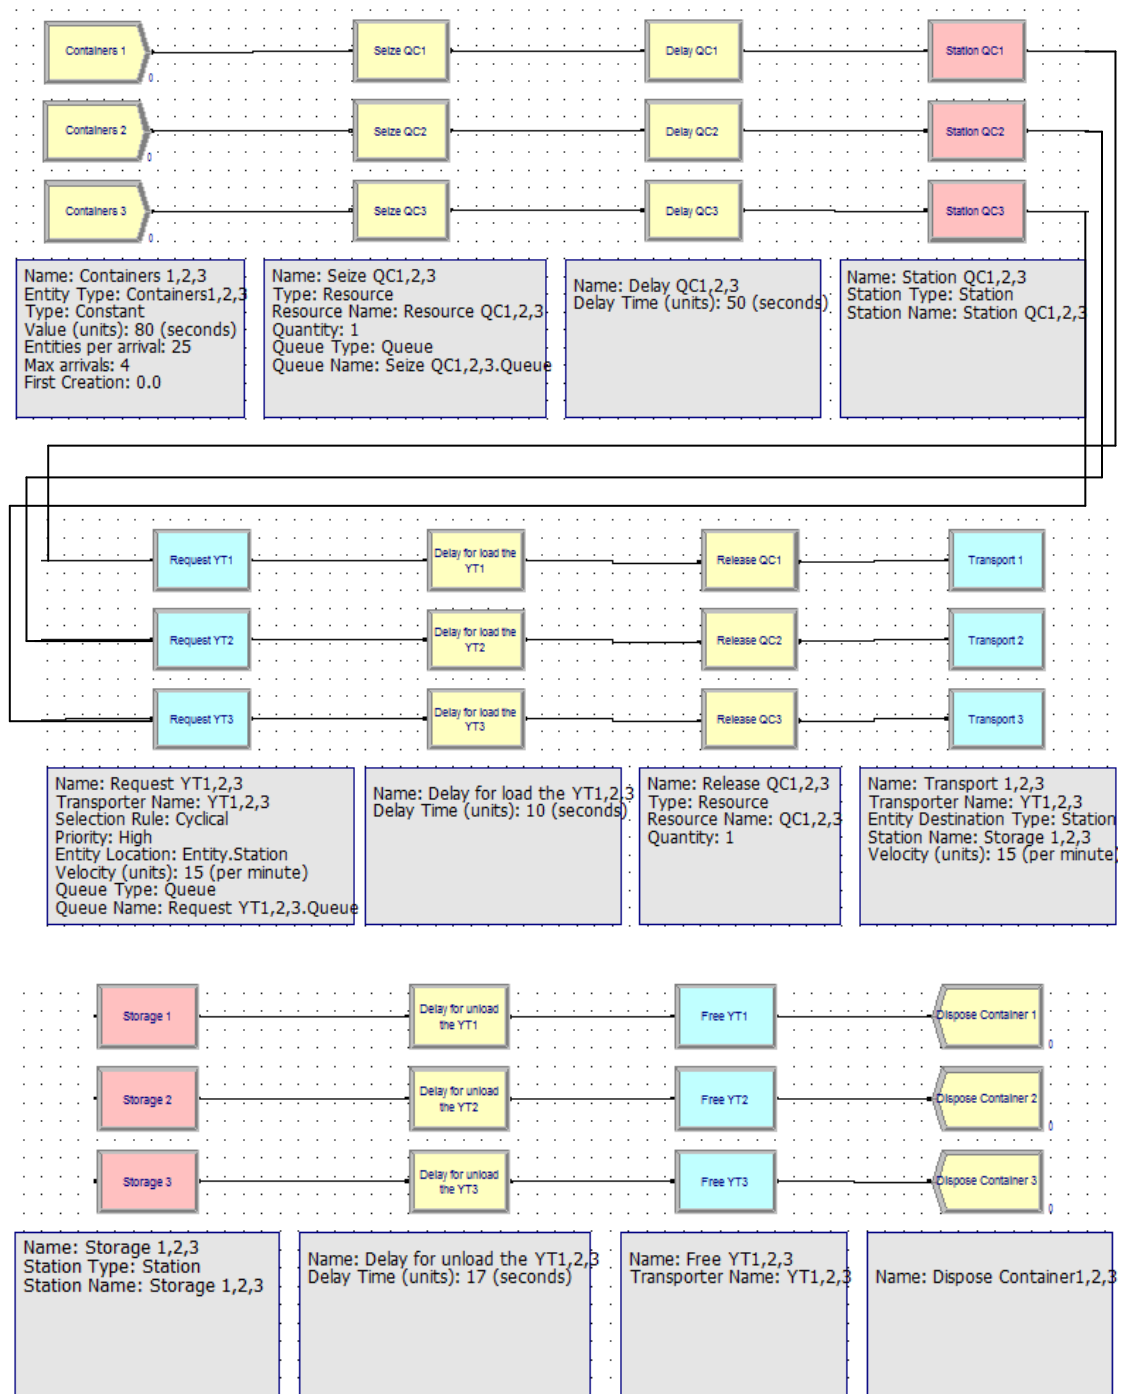 Containers 1
0
Seize QC1
Delay QC1
Station QC1
Containers 2
0
Seize QC2
Delay QC2
Station QC2
Containers 3
0
Seize QC3
Delay QC3
Station QC3
Name: Containers 1,2,3
Entity Type: Containers1,2,3
Type: Constant
Value (units): 80 (seconds)
Entities per arrival: 25
Max arrivals: 4
First Creation: 0.0
Name: Seize QC1,2,3
Type: Resource
Resource Name: Resource QC1,2,3
Quantity: 1
Queue Type: Queue
Queue Name: Seize QC1,2,3.Queue
Name: Delay QC1,2,3
Delay Time (units): 50 (seconds)
Name: Station QC1,2,3
Station Type: Station
Station Name: Station QC1,2,3
Request YT1
Delay for load the
YT1
Release QC1
Transport 1
Request YT2
Delay for load the
YT2
Release QC2
Transport 2
Request YT3
Delay for load the
YT3
Release QC3
Transport 3
Name: Request YT1,2,3
Transporter Name: YT1,2,3
Selection Rule: Cyclical
Priority: High
Entity Location: Entity.Station
Velocity (units): 15 (per minute)
Queue Type: Queue
Queue Name: Request YT1,2,3.Queue
Name: Delay for load the YT1,2,3
Delay Time (units): 10 (seconds)
Name: Release QC1,2,3
Type: Resource
Resource Name: QC1,2,3
Quantity: 1
Name: Transport 1,2,3
Transporter Name: YT1,2,3
Entity Destination Type: Station
Station Name: Storage 1,2,3
Velocity (units): 15 (per minute)
Storage 1
Delay for unload
the YT1
Free YT1
Dispose Container 1
0
Storage 2
Delay for unload
the YT2
Free YT2
Dispose Container 2
0
Storage 3
Delay for unload
the YT3
Free YT3
Dispose Container 3
0
Name: Storage 1,2,3
Station Type: Station
Station Name: Storage 1,2,3
Name: Delay for unload the YT1,2,3
Delay Time (units): 17 (seconds)
Name: Free YT1,2,3
Transporter Name: YT1,2,3
Name: Dispose Container1,2,3